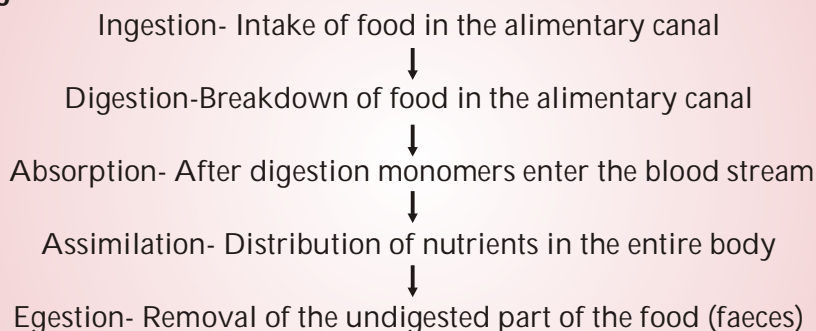 Ingestion- Intake of food in the alimentary canal
Digestion-Breakdown of food in the alimentary canal
Absorption- After digestion monomers enter the blood stream
Assimilation- Distribution of nutrients in the entire body
Egestion- Removal of the undigested part of the food (faeces)